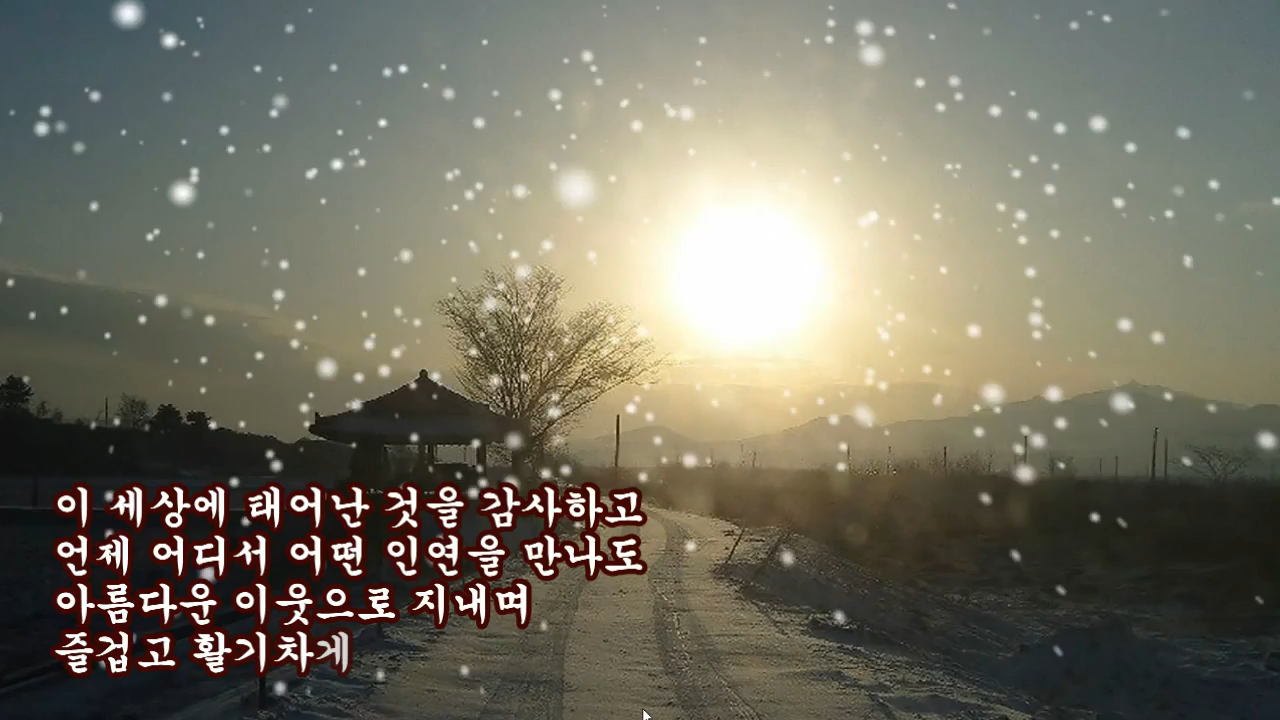 이 세상에 태어난 것을 감사하고
언제 어디서 어떤 인연을 만나도
아름다운 이웃으로 지내며
즐겁고 활기차게